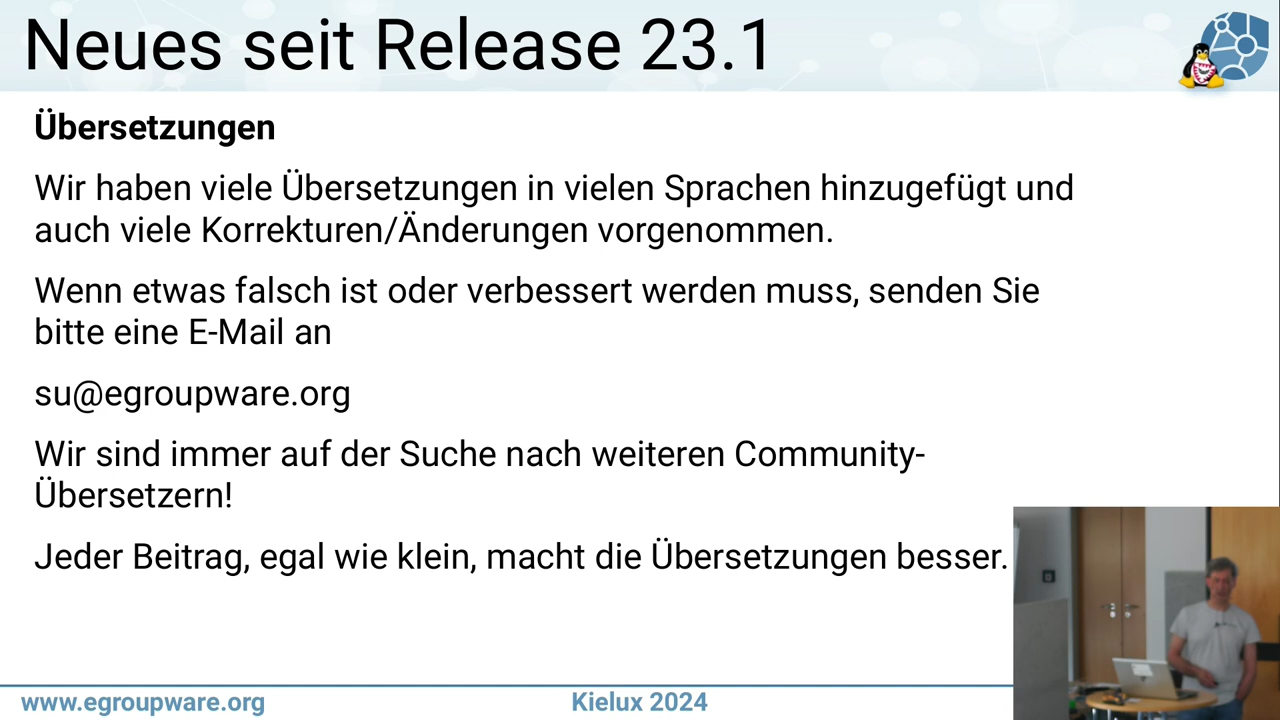 Neues seit Release 23.1
Übersetzungen
Wir haben viele Übersetzungen in vielen Sprachen hinzugefügt und
auch viele Korrekturen/Änderungen vorgenommen.
Wenn etwas falsch ist oder verbessert werden muss, senden Sie
bitte eine E-Mail an
su@egroupware.org
Wir sind immer auf der Suche nach weiteren Community-
Übersetzern!
Jeder Beitrag, egal wie klein, macht die Übersetzungen besser.
www.egroupware.org
Kielux 2024